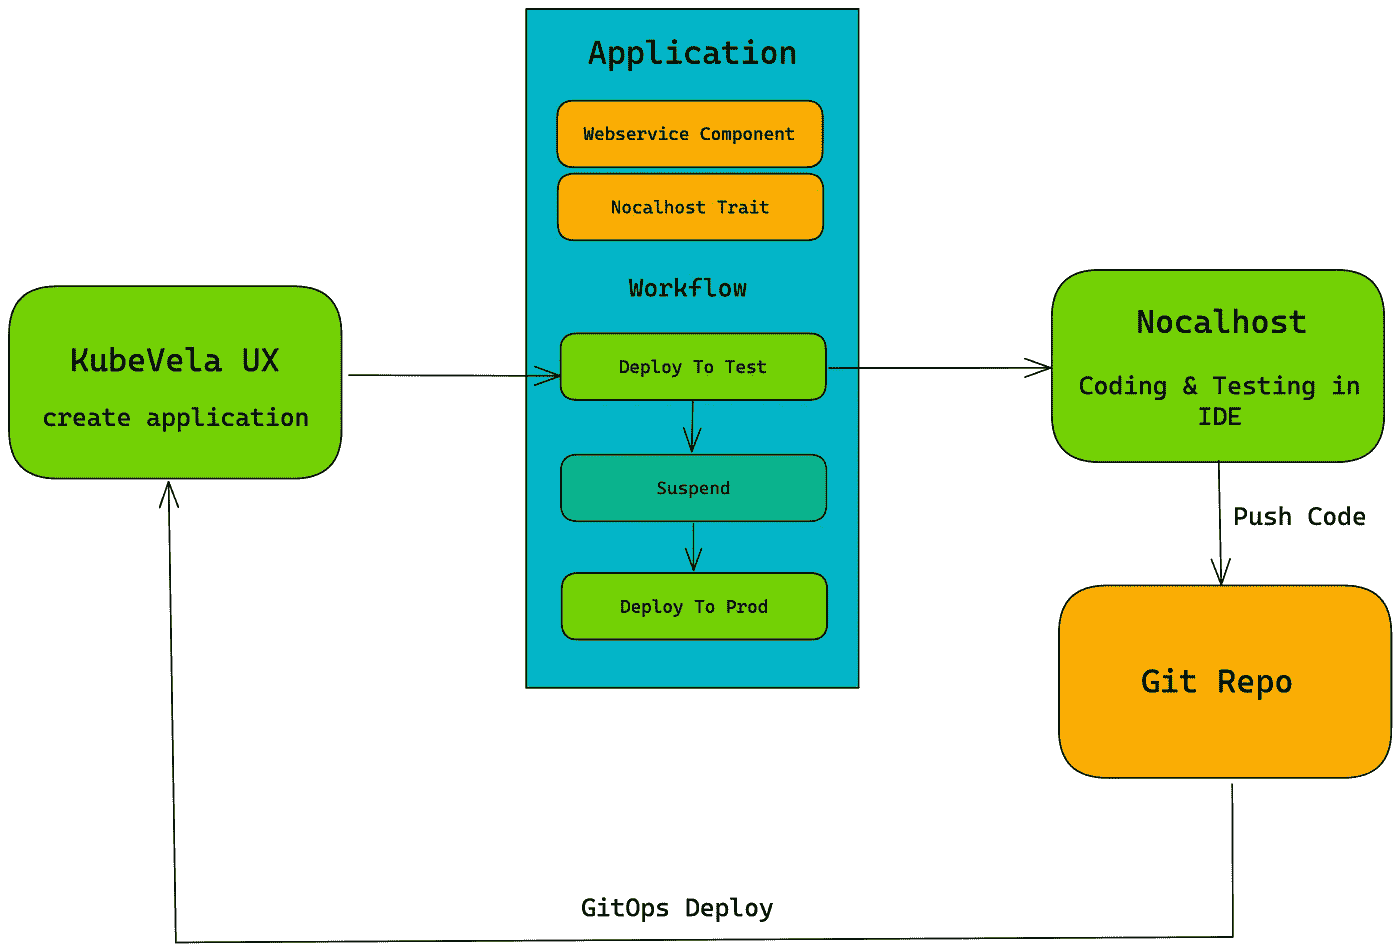 Application
Webservice Component
Nocalhost Trait
Workflow
KubeVela UX
create application
Deploy To Test
Suspend
Deploy To Prod
Nocalhost
Coding & Testing in
IDE
Push Code
Git Repo
GitOps Deploy